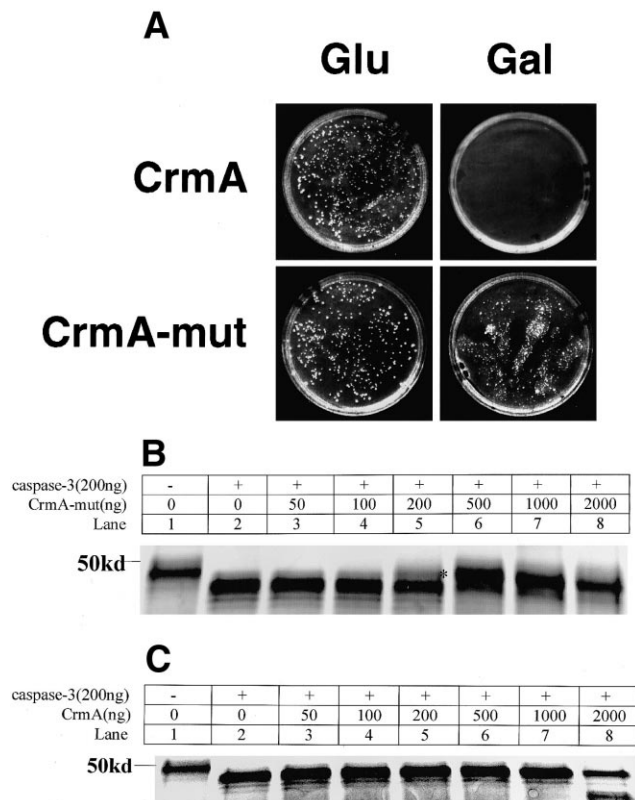 A
Glu Gal
CrmA
CrmA-mut
B
caspase-3(200ng) - + + + + + + +
CrmA-mut(ng) 0 0 50 100 200 500 1000 2000
Lane 1 2 3 4 5 6 7 8
50kd
*
C
caspase-3(200ng) - + + + + + + +
CrmA(ng) 0 0 50 100 200 500 1000 2000
Lane 1 2 3 4 5 6 7 8
50kd